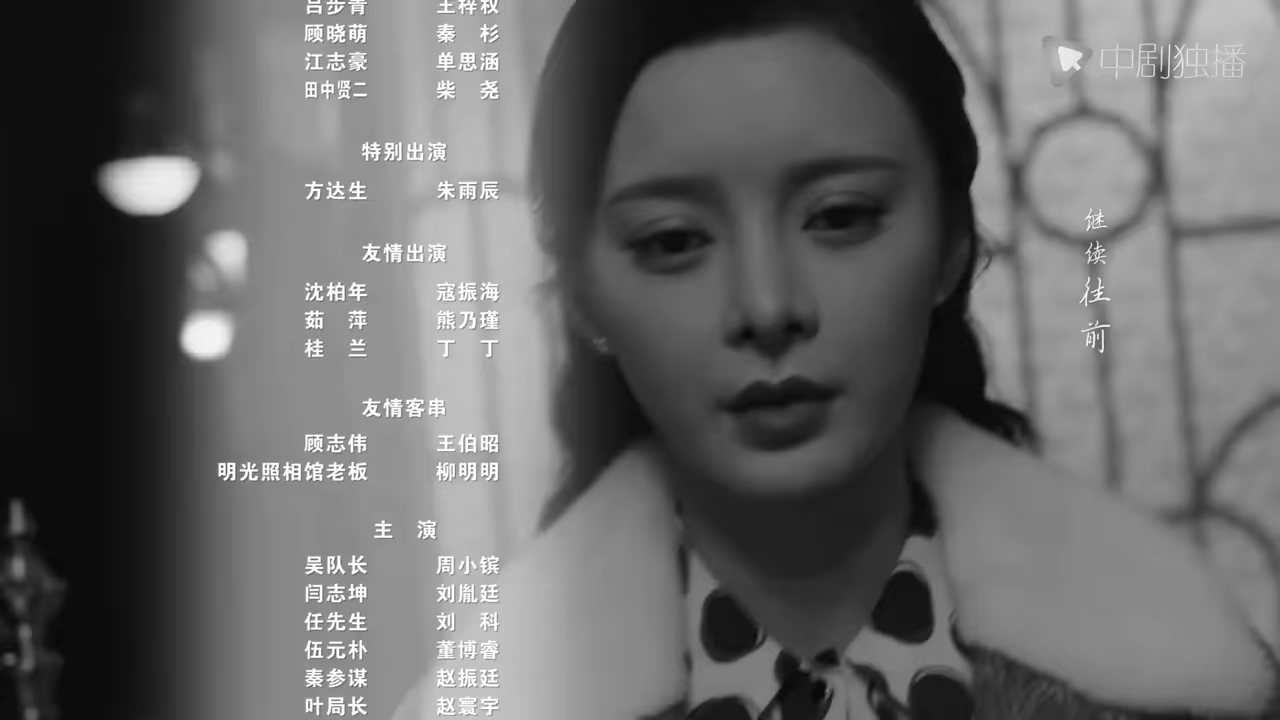 吕步青 王梓权
顾晓萌 秦 杉
江志豪 单思涵
田中贤二 柴 尧
特别出演
方达生 朱雨辰
友情出演
沈柏年 寇振海
茹 萍 熊乃瑾
桂 兰 丁 丁
友情客串
顾志伟 王伯昭
明光照相馆老板 柳明明
主 演
吴队长 周小镔
闫志坤 刘胤廷
任先生 刘 科
伍元朴 董博睿
秦参谋 赵振廷
叶局长 赵寰宇
中剧独播
继续往前